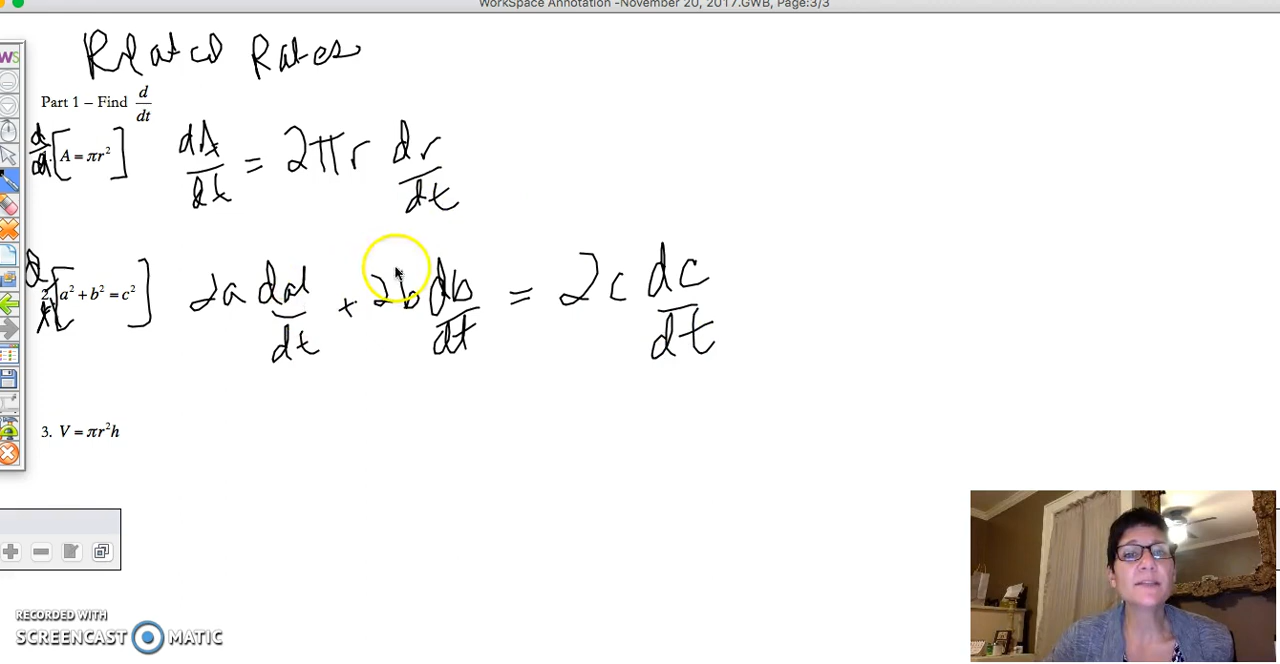 WorkSpace Annotation -November 20, 2017.GWB, Page:3/3
Related Rates
Part 1 – Find d/dt
d/dt [A = πr²] dA/dt = 2πr dr/dt
[a² + b² = c²] 2a da/dt + 2b db/dt = 2c dc/dt
3. V = πr²h
RECORDED WITH
SCREENCAST MATIC